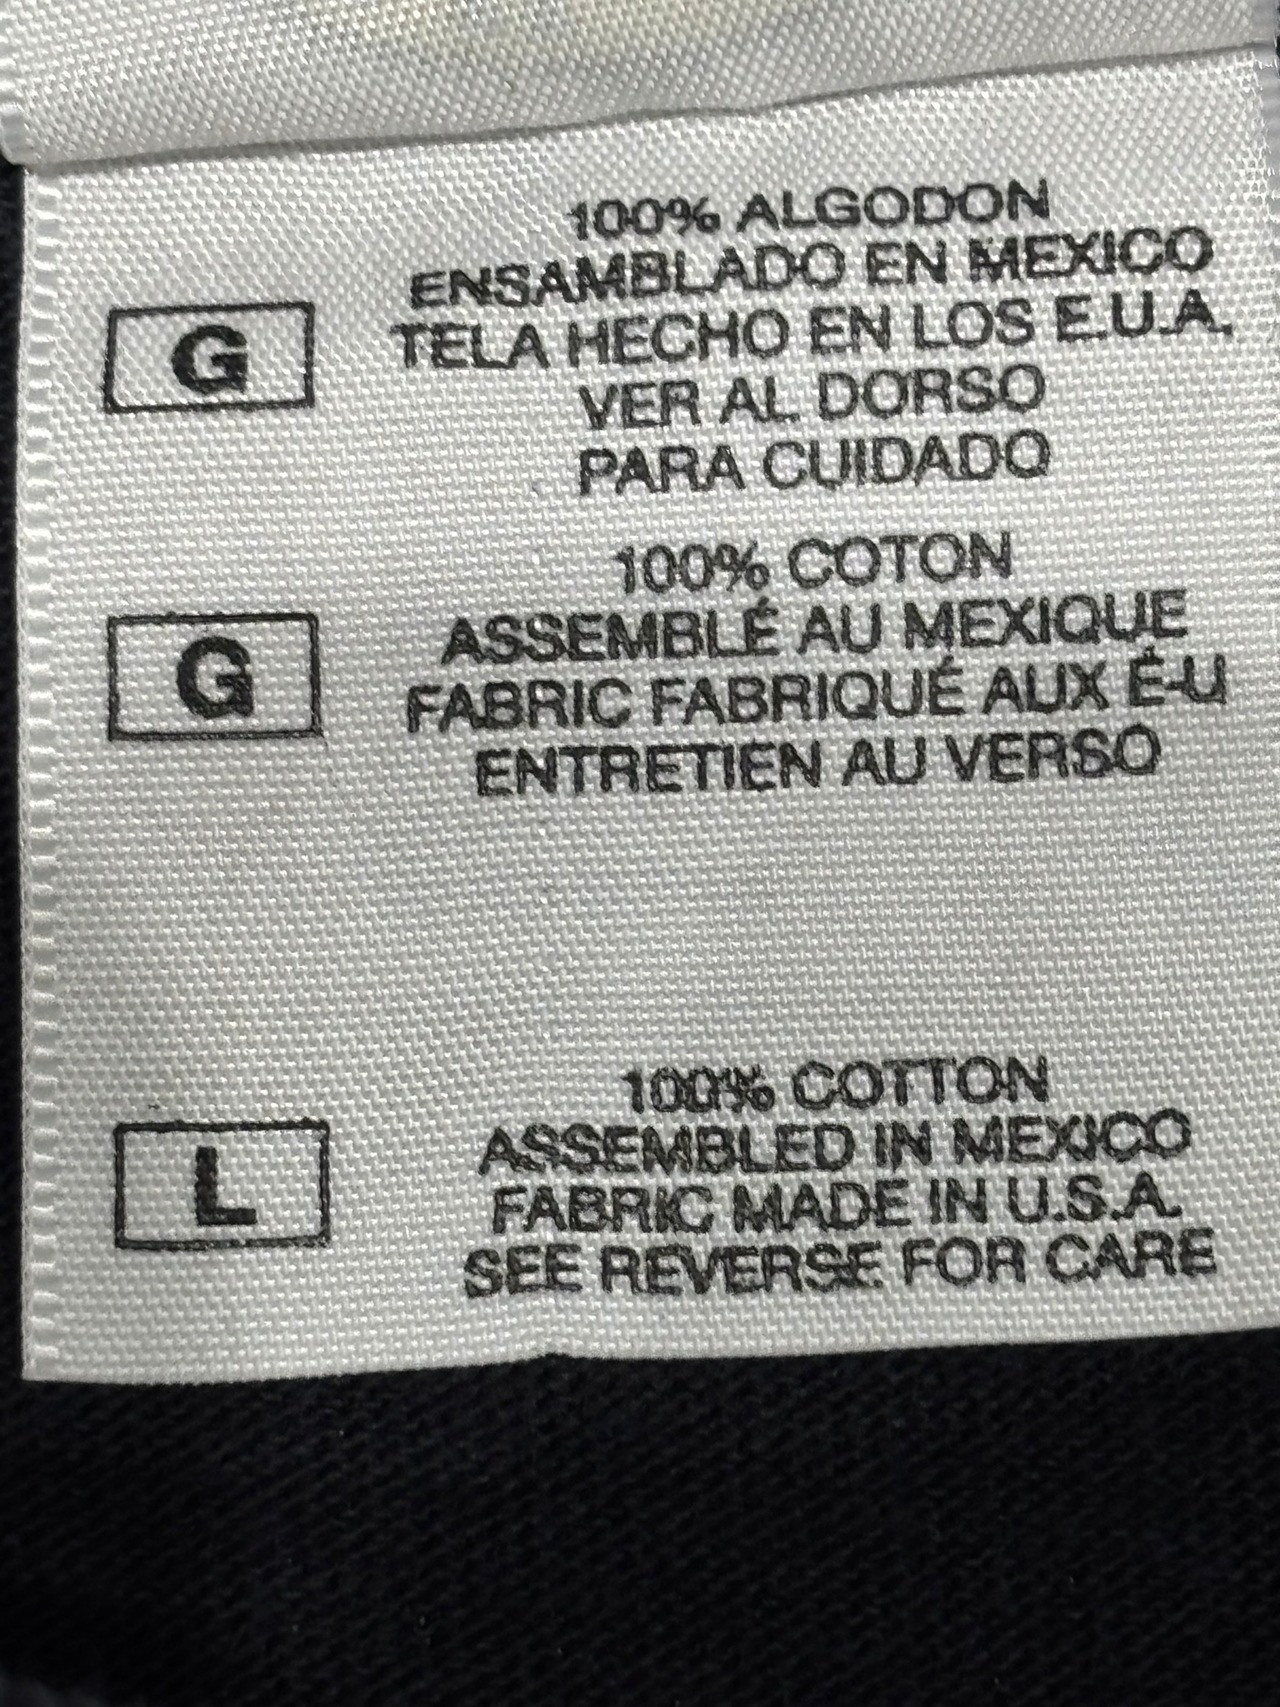 100% ALGODON
ENSAMBLADO EN MEXICO
G
TELA HECHO EN LOS E.U.A.
VER AL DORSO
PARA CUIDADO
100% COTON
ASSEMBLÉ AU MEXIQUE
G
FABRIC FABRIQUÉ AUX É-U
ENTRETIEN AU VERSO
100% COTTON
ASSEMBLED IN MEXICO
L
FABRIC MADE IN U.S.A.
SEE REVERSE FOR CARE